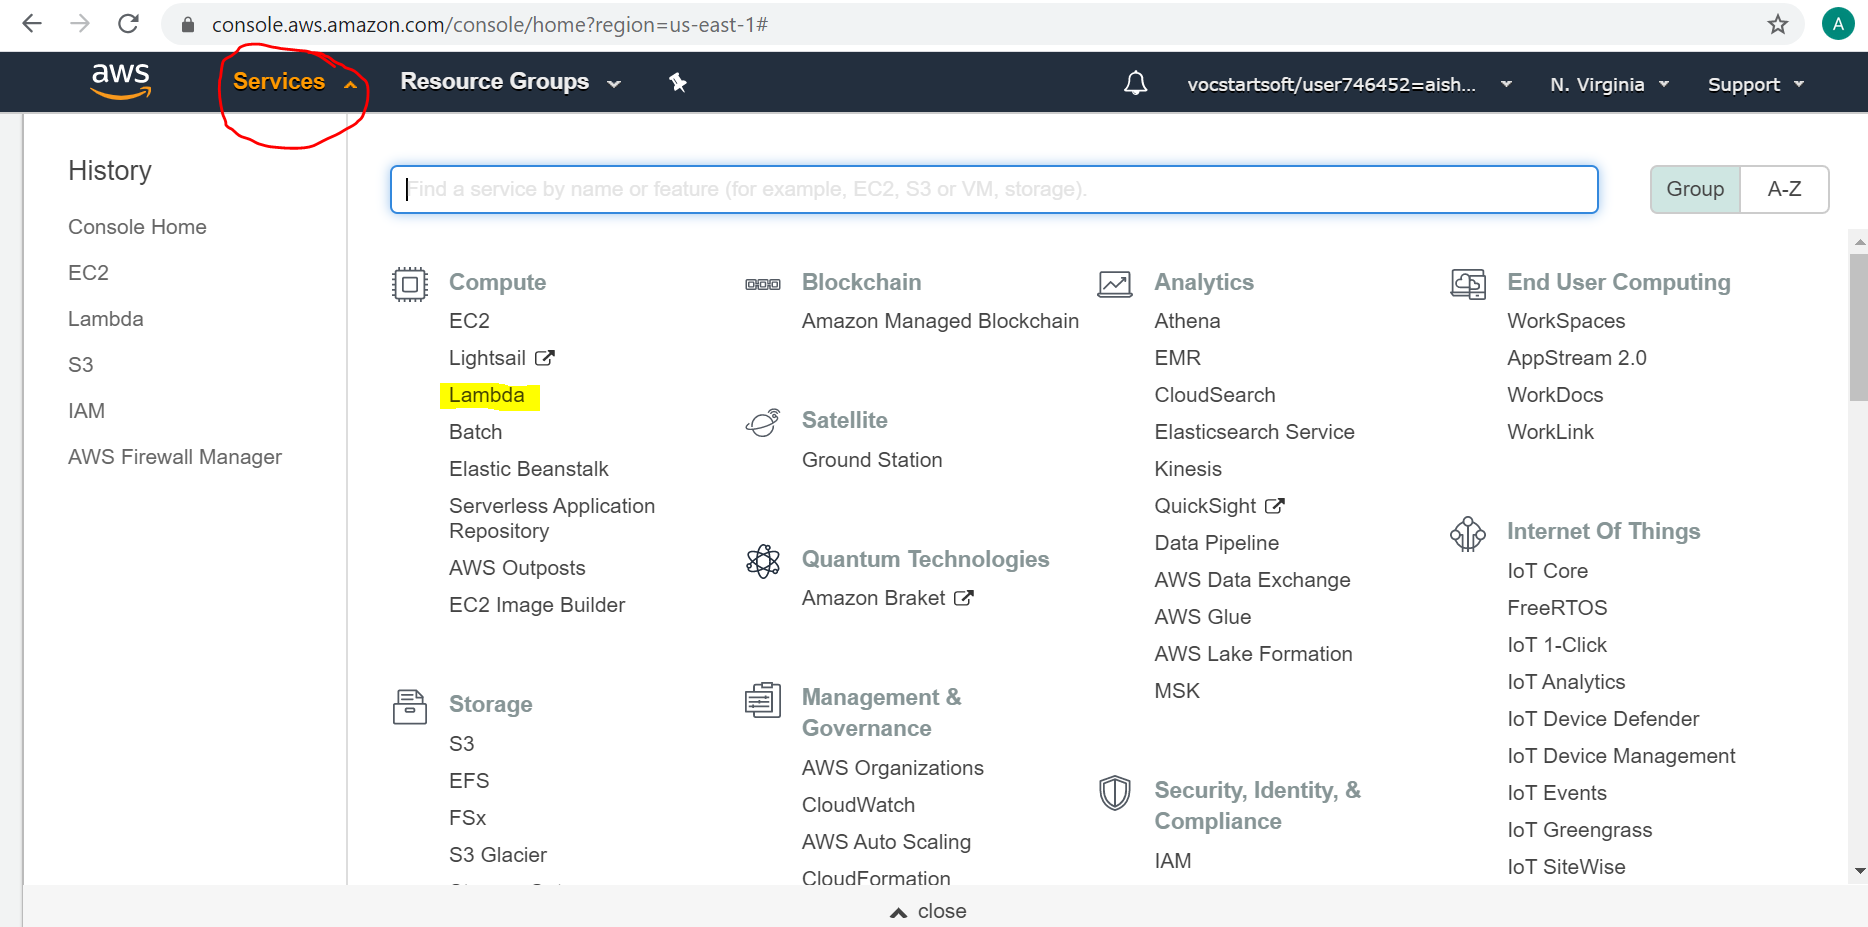 console.aws.amazon.com/console/home?region=us-east-1#
A
aws
Services
Resource Groups
vocstartsoft/user746452=aish...
N. Virginia
Support
History
Console Home
EC2
Lambda
S3
IAM
AWS Firewall Manager
Find a service by name or feature (for example, EC2, S3 or VM, storage).
Group
A-Z
Compute
EC2
Lightsail
Lambda
Batch
Elastic Beanstalk
Serverless Application
Repository
AWS Outposts
EC2 Image Builder
Storage
S3
EFS
FSx
S3 Glacier
Blockchain
Amazon Managed Blockchain
Satellite
Ground Station
Quantum Technologies
Amazon Braket
Management &
Governance
AWS Organizations
CloudWatch
AWS Auto Scaling
CloudFormation
Analytics
Athena
EMR
CloudSearch
Elasticsearch Service
Kinesis
QuickSight
Data Pipeline
AWS Data Exchange
AWS Glue
AWS Lake Formation
MSK
Security, Identity, &
Compliance
IAM
End User Computing
WorkSpaces
AppStream 2.0
WorkDocs
WorkLink
Internet Of Things
IoT Core
FreeRTOS
IoT 1-Click
IoT Analytics
IoT Device Defender
IoT Device Management
IoT Events
IoT Greengrass
IoT SiteWise
close